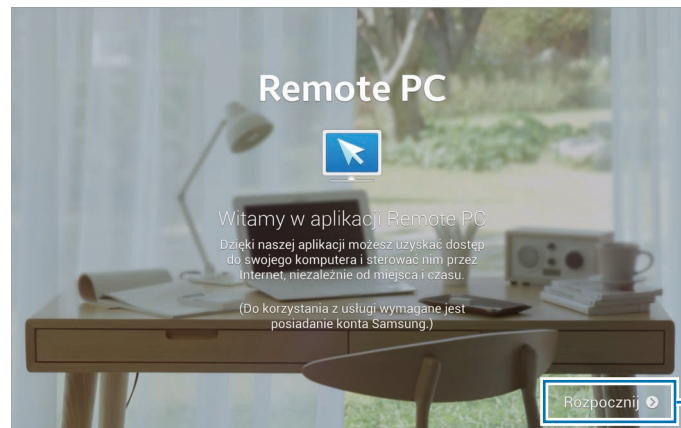 Remote PC
Witamy w aplikacji Remote PC
Dzięki naszej aplikacji możesz uzyskać dostęp
do swojego komputera i sterować nim przez
Internet, niezależnie od miejsca i czasu.
(Do korzystania z usługi wymagane jest
posiadanie konta Samsung.)
Rozpocznij